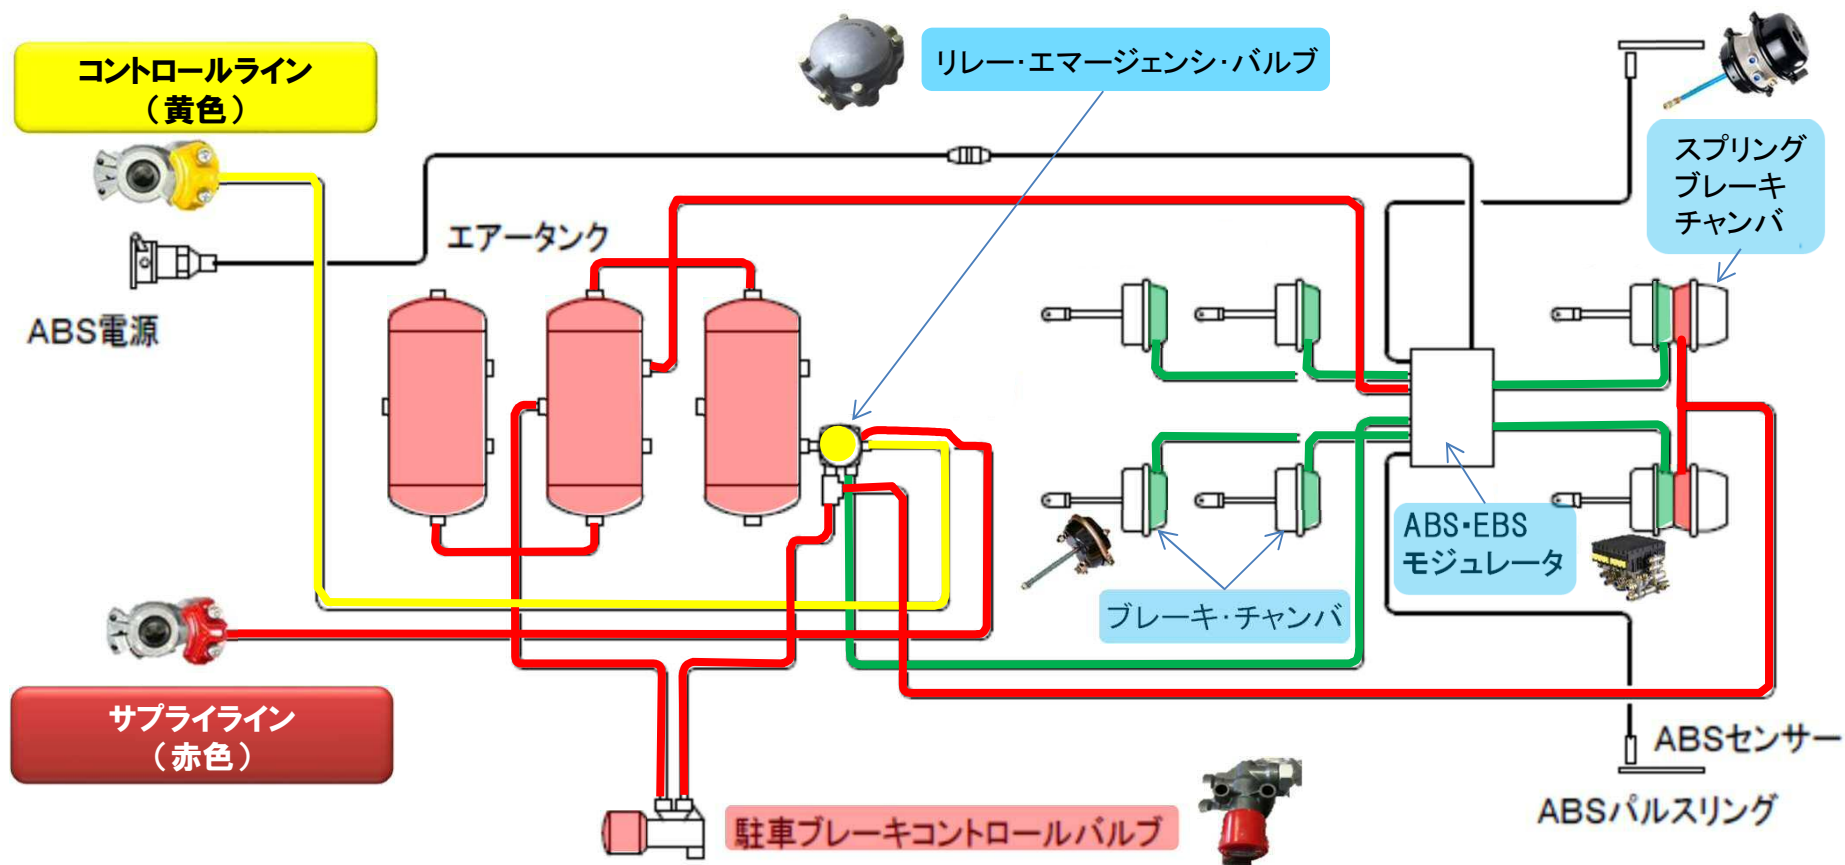 コントロールライン
（黄色）
リレー・エマージェンシ・バルブ
スプリング
ブレーキ
チャンバ
エアータンク
ABS電源
ABS・EBS
モジュレータ
ブレーキ・チャンバ
サプライライン
（赤色）
ABSセンサー
ABSパルスリング
駐車ブレーキコントロールバルブ